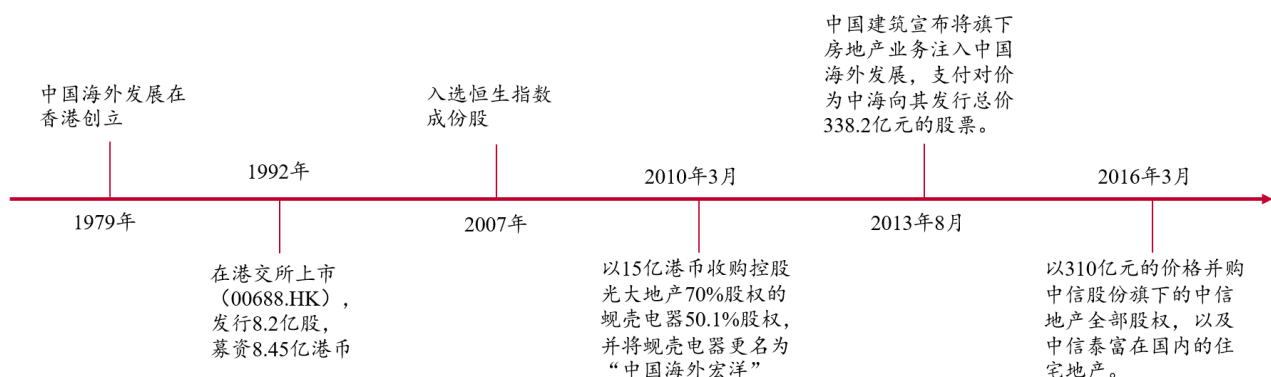 中国海外发展在
香港创立
1979年
1992年
在港交所上市
（00688.HK），
发行8.2亿股，
募资8.45亿港币
入选恒生指数
成份股
2007年
2010年3月
以15亿港币收购控股
光大地产70%股权的
蚬壳电器50.1%股权，
并将蚬壳电器更名为
“中国海外宏洋”
中国建筑宣布将旗下
房地产业务注入中国
海外发展，支付对价
为中海向其发行总价
338.2亿元的股票。
2013年8月
2016年3月
以310亿元的价格并购
中信股份旗下的中信
地产全部股权，以及
中信泰富在国内的住
宅地产。